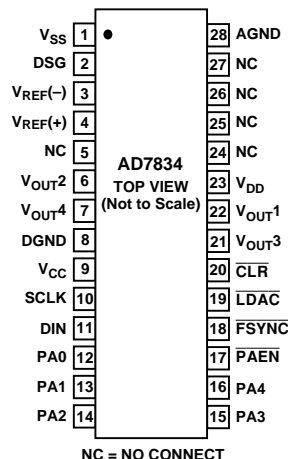 VSS 1 28 AGND
DSG 2 27 NC
VREF(–) 3 26 NC
VREF(+) 4 25 NC
NC 5 24 NC
AD7834
TOP VIEW
(Not to Scale)
VOUT2 6 23 VDD
VOUT4 7 22 VOUT1
DGND 8 21 VOUT3
VCC 9 20 CLR
SCLK 10 19 LDAC
DIN 11 18 FSYNC
PA0 12 17 PAEN
PA1 13 16 PA4
PA2 14 15 PA3
NC = NO CONNECT